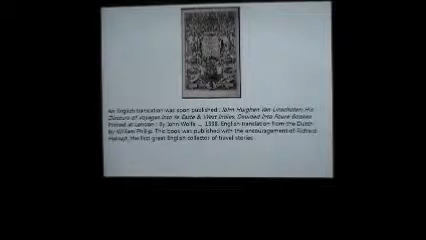 An English translation was soon published: John Huighen Van Linschoten: His
Discours of Voyages into Ye Easte & West Indies. Devided Into Foure Bookes
Printed at London : By John Wolfe ..., 1598. English translation from the Dutch
by William Phillip. This book was published with the encouragement of Richard
Hakluyt, the first great English collector of travel stories